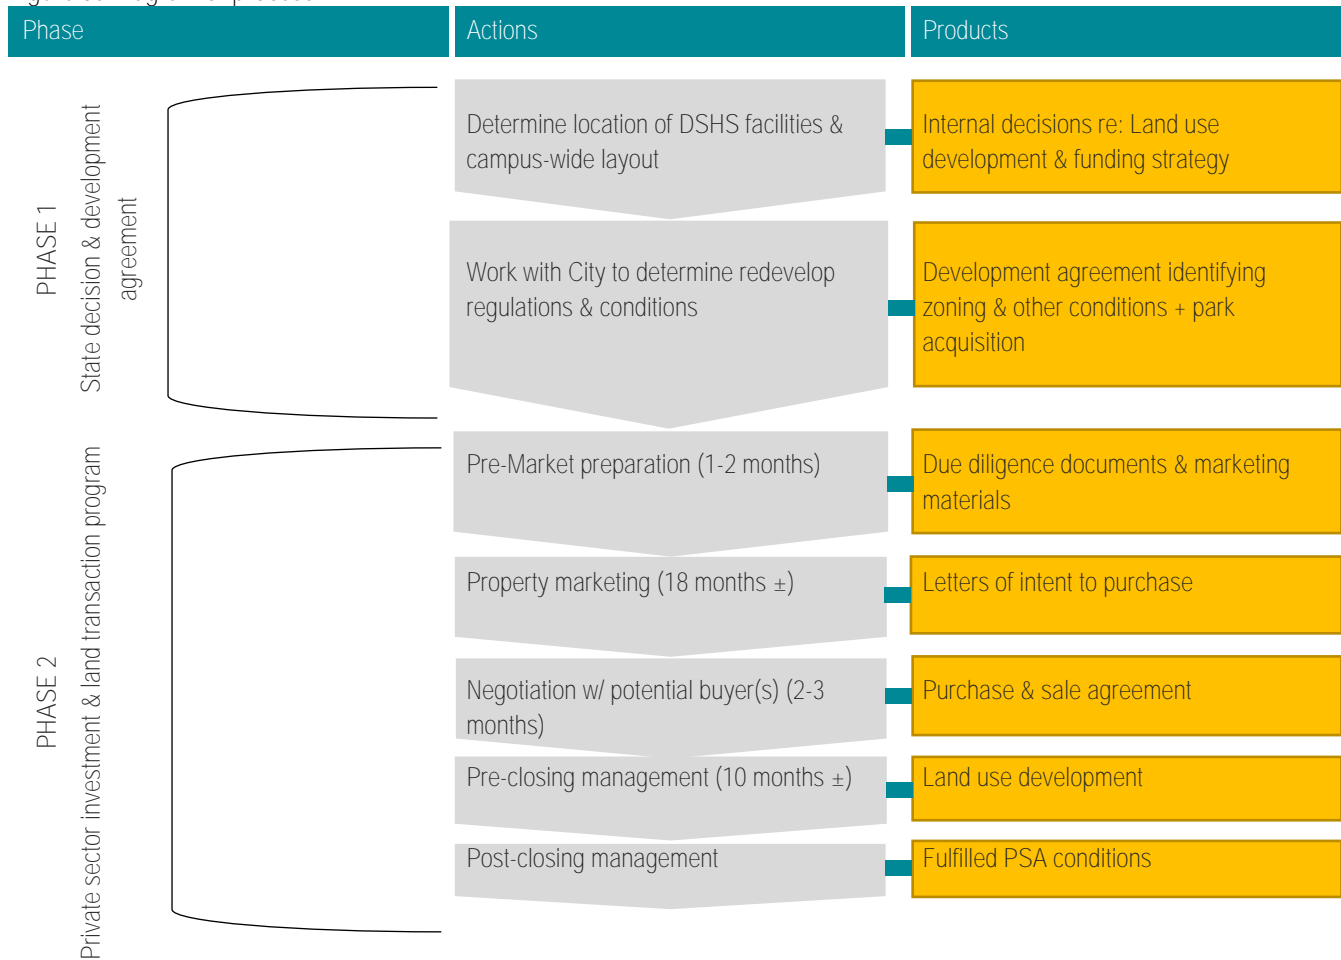 Phase
Actions
Products
PHASE 1
State decision & development
agreement
Determine location of DSHS facilities &
campus-wide layout
Internal decisions re: Land use
development & funding strategy
Work with City to determine redevelop
regulations & conditions
Development agreement identifying
zoning & other conditions + park
acquisition
PHASE 2
Private sector investment & land transaction program
Pre-Market preparation (1-2 months)
Due diligence documents & marketing
materials
Property marketing (18 months ±)
Letters of intent to purchase
Negotiation w/ potential buyer(s) (2-3
months)
Purchase & sale agreement
Pre-closing management (10 months ±)
Land use development
Post-closing management
Fulfilled PSA conditions